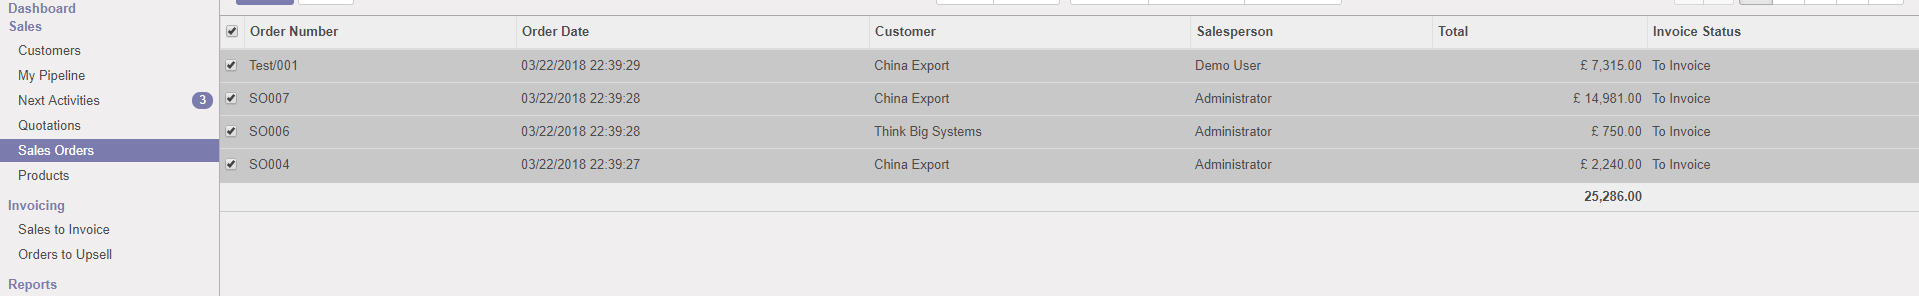 Dashboard
Sales
Customers
My Pipeline
Next Activities 3
Quotations
Sales Orders
Products
Invoicing
Sales to Invoice
Orders to Upsell
Reports
Order Number Order Date Customer Salesperson Total Invoice Status
Test/001 03/22/2018 22:39:29 China Export Demo User £ 7,315.00 To Invoice
SO007 03/22/2018 22:39:28 China Export Administrator £ 14,981.00 To Invoice
SO006 03/22/2018 22:39:28 Think Big Systems Administrator £ 750.00 To Invoice
SO004 03/22/2018 22:39:27 China Export Administrator £ 2,240.00 To Invoice
25,286.00